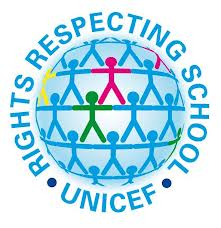 RIGHTS RESPECTING SCHOOL
UNICEF